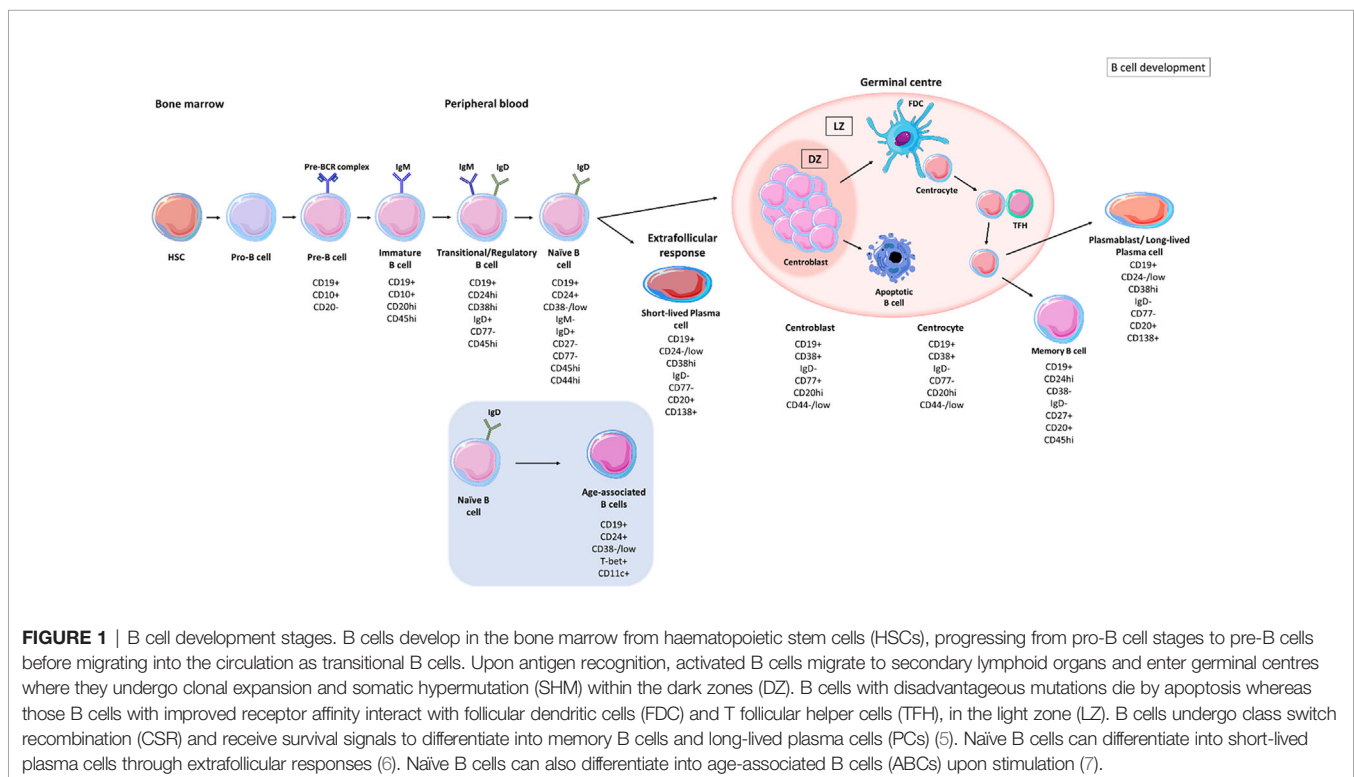 B cell development
Bone marrow
Peripheral blood
Germinal centre
FDC
LZ
DZ
Pre-BCR complex
IgM
IgM
IgD
IgD
Centrocyte
TFH
HSC
Pro-B cell
Pre-B cell
CD19+
CD10+
CD20-
Immature
B cell
CD19+
CD10+
CD20hi
CD45hi
Transitional/Regulatory
B cell
CD19+
CD24hi
CD38hi
IgD+
CD77-
CD45hi
Naïve B
cell
CD19+
CD24+
CD38-/low
IgM-
IgD+
CD27-
CD77-
CD45hi
CD44hi
Extrafollicular
response
Short-lived Plasma
cell
CD19+
CD24-/low
CD38hi
IgD-
CD77-
CD20+
CD138+
Centroblast
Apoptotic
B cell
Centroblast
CD19+
CD38+
IgD-
CD77+
CD20hi
CD44-/low
Centrocyte
CD19+
CD38+
IgD-
CD77-
CD20hi
CD44-/low
Plasmablast/ Long-lived
Plasma cell
CD19+
CD24-/low
CD38hi
IgD-
CD77-
CD20+
CD138+
Memory B cell
CD19+
CD24hi
CD38-
IgD-
CD27+
CD20+
CD45hi
IgD
Naïve B
cell
Age-associated
B cells
CD19+
CD24+
CD38-/low
T-bet+
CD11c+
FIGURE 1 | B cell development stages. B cells develop in the bone marrow from haematopoietic stem cells (HSCs), progressing from pro-B cell stages to pre-B cells
before migrating into the circulation as transitional B cells. Upon antigen recognition, activated B cells migrate to secondary lymphoid organs and enter germinal centres
where they undergo clonal expansion and somatic hypermutation (SHM) within the dark zones (DZ). B cells with disadvantageous mutations die by apoptosis whereas
those B cells with improved receptor affinity interact with follicular dendritic cells (FDC) and T follicular helper cells (TFH), in the light zone (LZ). B cells undergo class switch
recombination (CSR) and receive survival signals to differentiate into memory B cells and long-lived plasma cells (PCs) (5). Naïve B cells can differentiate into short-lived
plasma cells through extrafollicular responses (6). Naïve B cells can also differentiate into age-associated B cells (ABCs) upon stimulation (7).